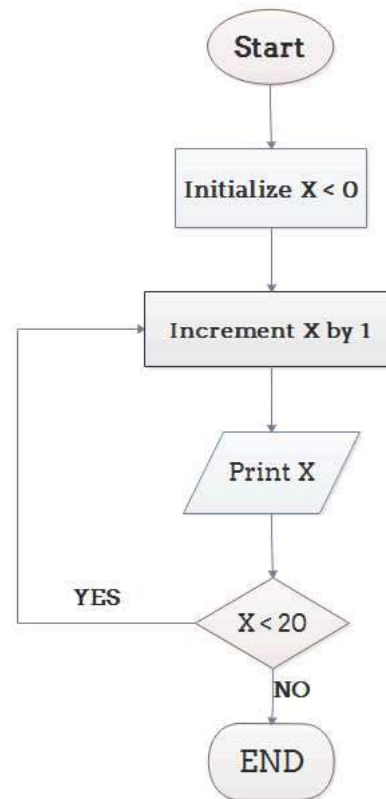 Start
Initialize X < 0
Increment X by 1
Print X
YES
X < 20
NO
END